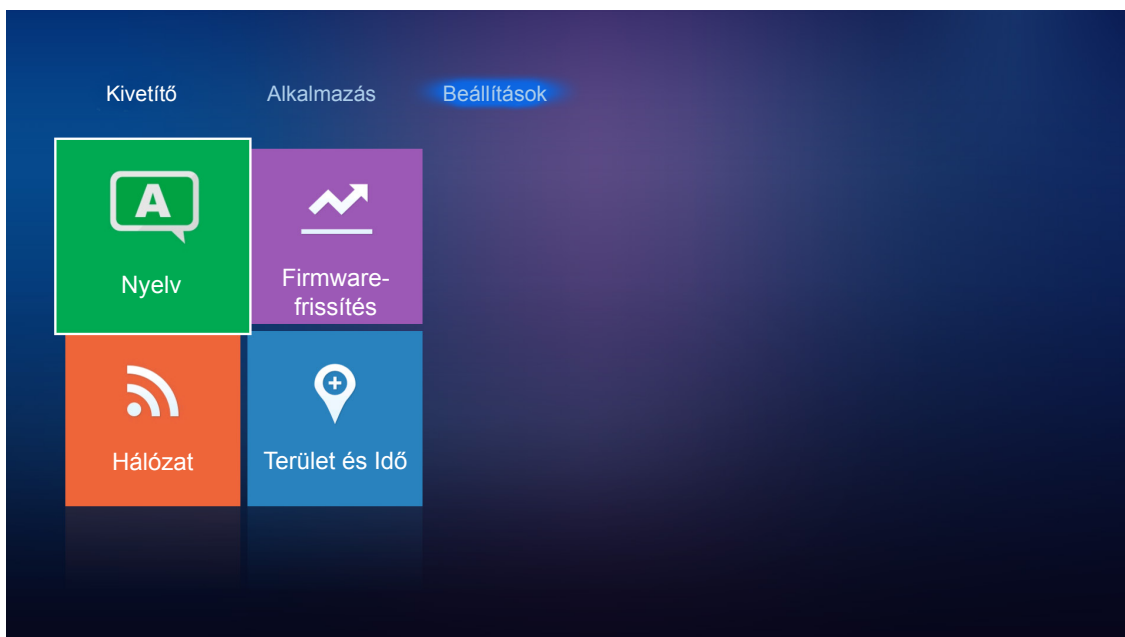 Kivetítő
Alkalmazás
Beállítások
A
Nyelv
Firmware-
frissítés
Hálózat
Terület és Idő